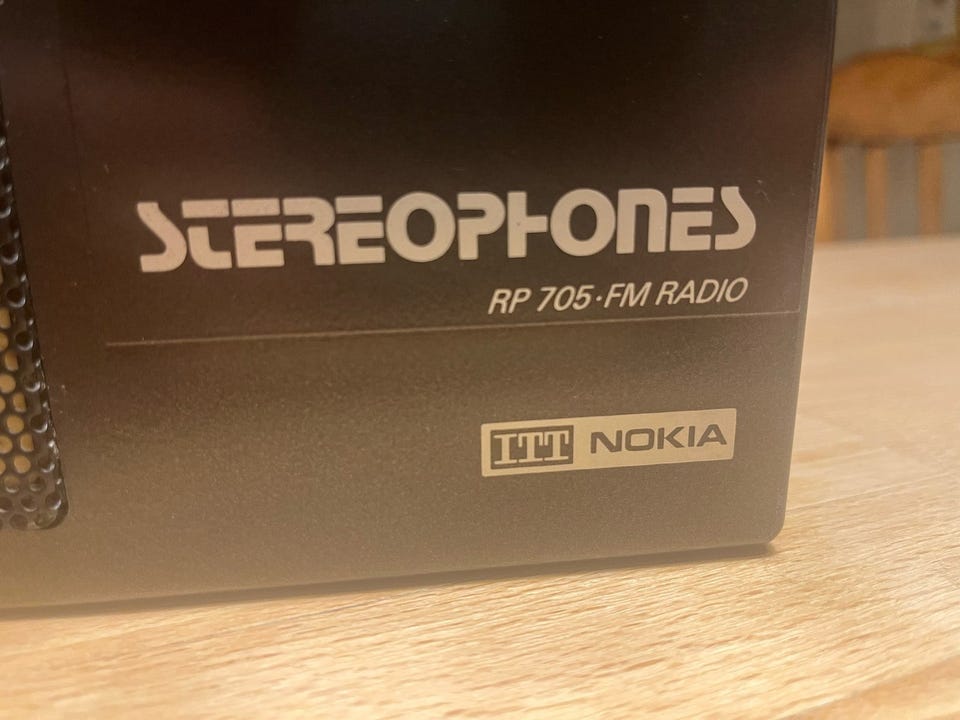 STEREOPHONES
RP 705·FM RADIO
ITT NOKIA